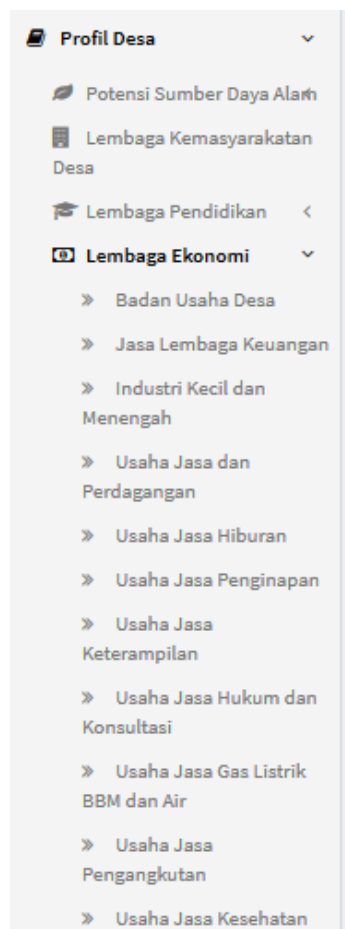 Profil Desa
Potensi Sumber Daya Alam
Lembaga Kemasyarakatan
Desa
Lembaga Pendidikan
Lembaga Ekonomi
Badan Usaha Desa
Jasa Lembaga Keuangan
Industri Kecil dan
Menengah
Usaha Jasa dan
Perdagangan
Usaha Jasa Hiburan
Usaha Jasa Penginapan
Usaha Jasa
Keterampilan
Usaha Jasa Hukum dan
Konsultasi
Usaha Jasa Gas Listrik
BBM dan Air
Usaha Jasa
Pengangkutan
Usaha Jasa Kesehatan